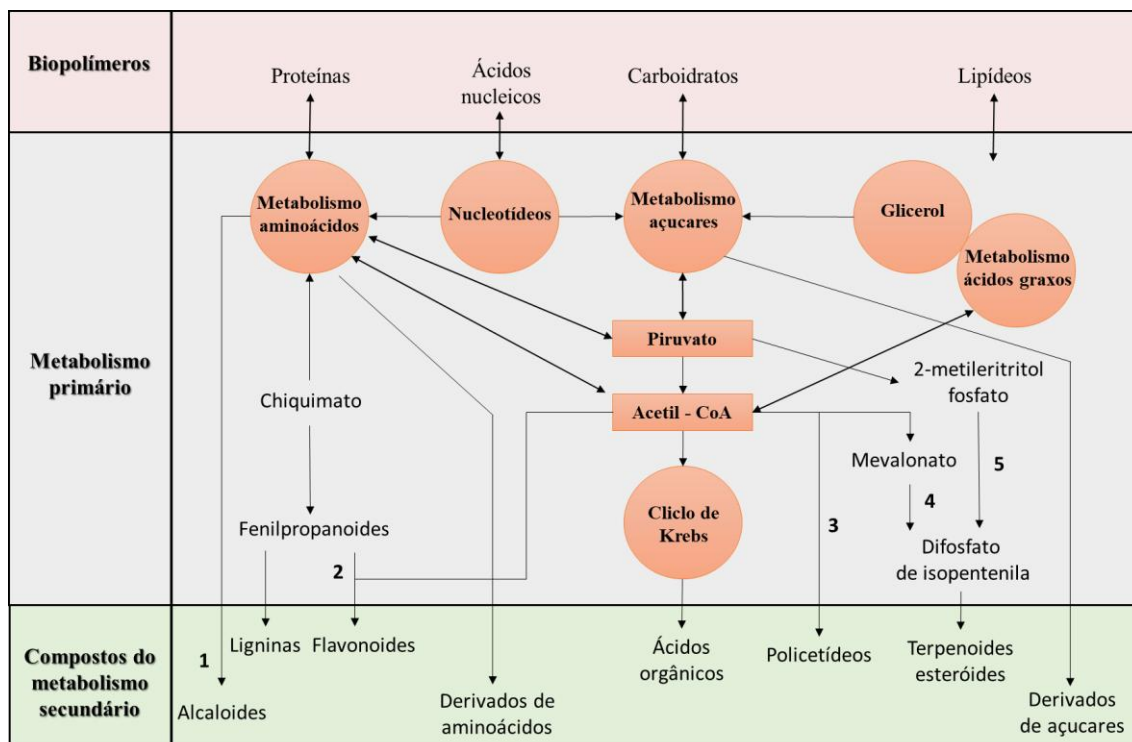 Biopolímeros
Proteínas
Ácidos
nucleicos
Carboidratos
Lipídeos
Metabolismo
primário
Metabolismo
aminoácidos
Nucleotídeos
Metabolismo
açucares
Glicerol
Metabolismo
ácidos graxos
Piruvato
2-metileritritol
fosfato
Chiquimato
Acetil - CoA
Mevalonato
5
4
3
Cliclo de
Krebs
Fenilpropanoides
2
Difosfato
de isopentenila
Compostos do
metabolismo
secundário
1
Alcaloides
Ligninas
Flavonoides
Derivados de
aminoácidos
Ácidos
orgânicos
Policetídeos
Terpenoides
esteróides
Derivados
de açucares